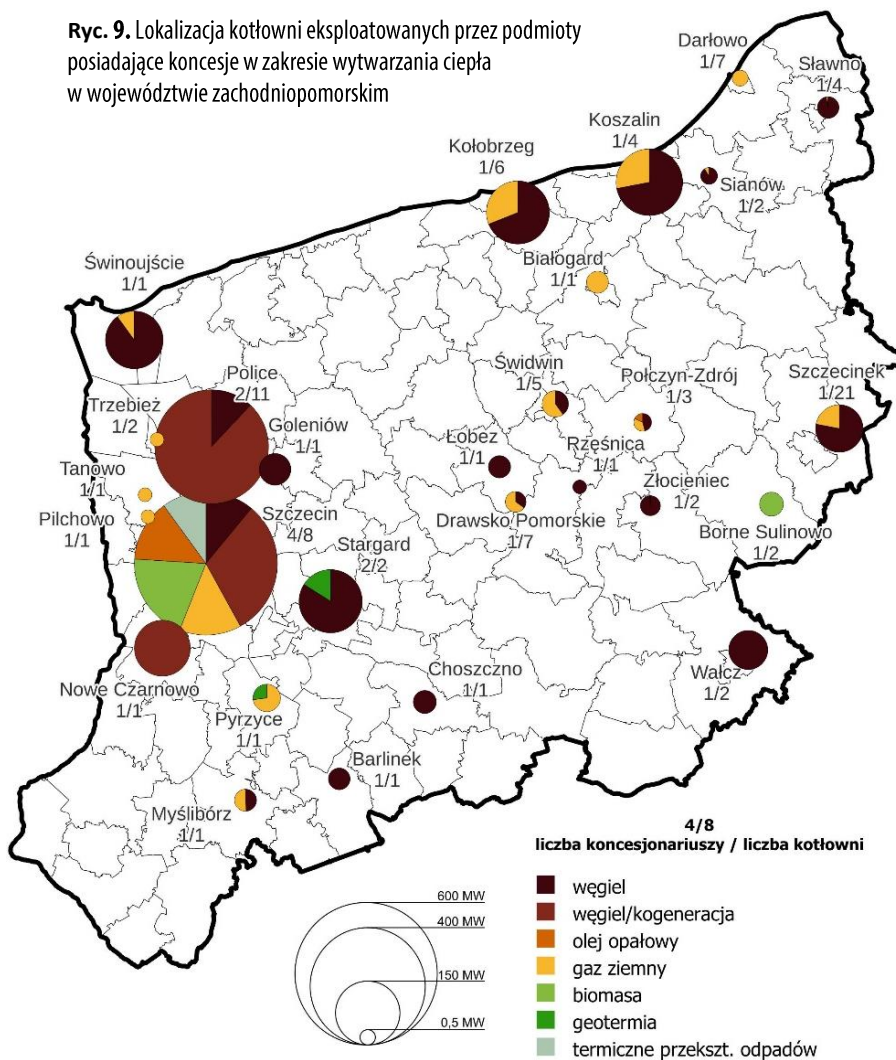 Ryc. 9. Lokalizacja kotłowni eksploatowanych przez podmioty
posiadające koncesje w zakresie wytwarzania ciepła
w województwie zachodniopomorskim
Darłowo
1/7
Sławno
1/4
Koszalin
1/4
Kołobrzeg
1/6
Sianów
1/2
Białogard
1/1
Świnoujście
1/1
Police
2/11
Świdwin
1/5
Połczyn-Zdrój
1/3
Szczecinek
1/21
Trzebież
1/2
Goleniów
1/1
Łobez
1/1
Rzęśnica
1/1
Tanowo
1/1
Złocieniec
1/2
Pilchowo
1/1
Szczecin
4/8
Drawsko Pomorskie
1/7
Borne Sulinowo
1/2
Stargard
2/2
Nowe Czarnowo
1/1
Choszczno
1/1
Wałcz
1/2
Pyrzyce
1/1
Barlinek
1/1
Myślibórz
1/1
4/8
liczba koncesjonariuszy / liczba kotłowni
węgiel
węgiel/kogeneracja
olej opałowy
gaz ziemny
biomasa
geotermia
termiczne przekszt. odpadów
600 MW
400 MW
150 MW
0,5 MW